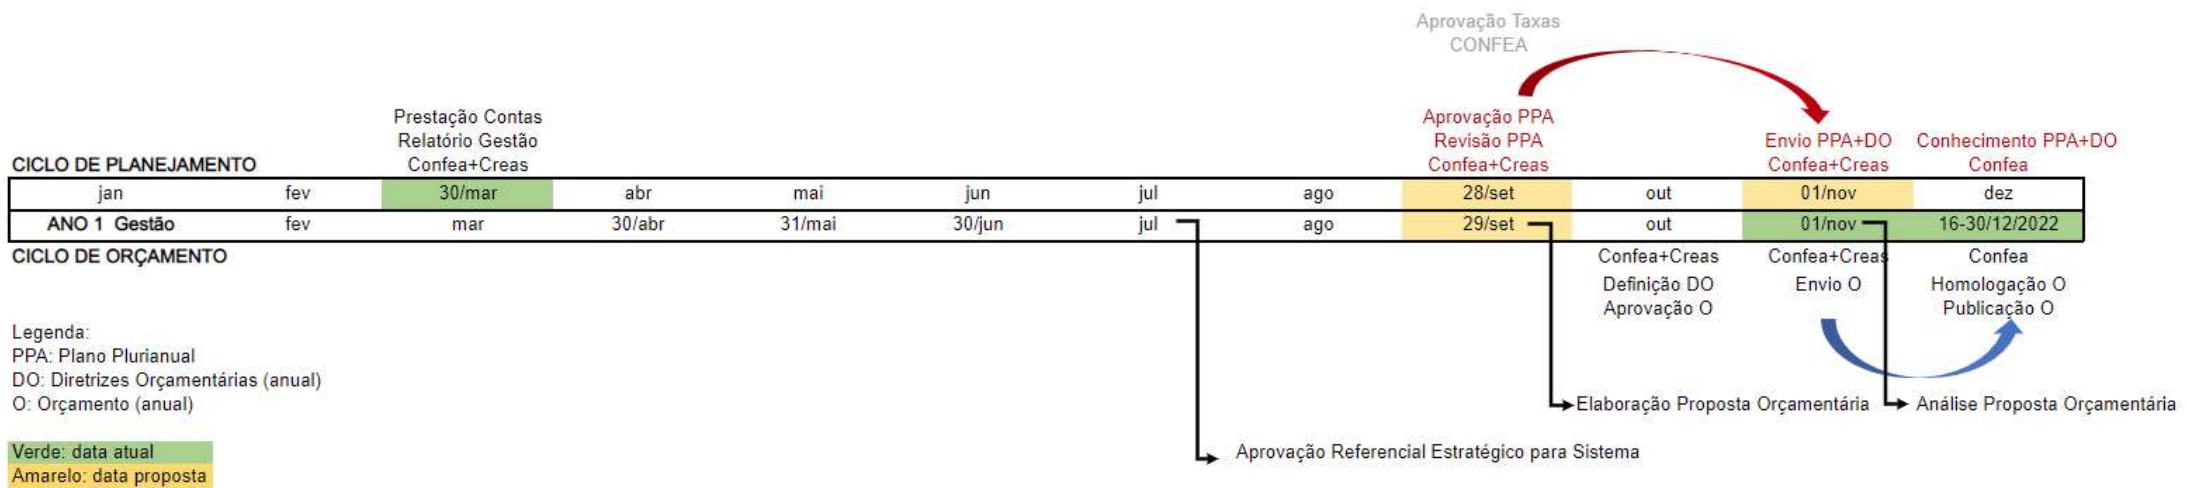 Aprovação Taxas
CONFEA
Prestação Contas
Relatório Gestão
Confea+Creas
Aprovação PPA
Revisão PPA
Confea+Creas
Envio PPA+DO
Confea+Creas
Conhecimento PPA+DO
Confea
CICLO DE PLANEJAMENTO
jan fev 30/mar abr mai jun jul ago 28/set out 01/nov dez
ANO 1 Gestão fev mar 30/abr 31/mai 30/jun jul ago 29/set out 01/nov 16-30/12/2022
CICLO DE ORÇAMENTO
Confea+Creas
Definição DO
Aprovação O
Confea+Creas
Envio O
Confea
Homologação O
Publicação O
Legenda:
PPA: Plano Plurianual
DO: Diretrizes Orçamentárias (anual)
O: Orçamento (anual)
Elaboração Proposta Orçamentária
Análise Proposta Orçamentária
Aprovação Referencial Estratégico para Sistema
Verde: data atual
Amarelo: data proposta